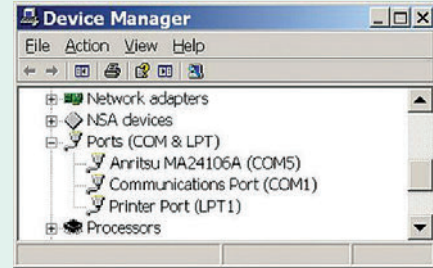 Device Manager
File Action View Help
Network adapters
NSA devices
Ports (COM & LPT)
Anritsu MA24106A (COM5)
Communications Port (COM1)
Printer Port (LPT1)
Processors